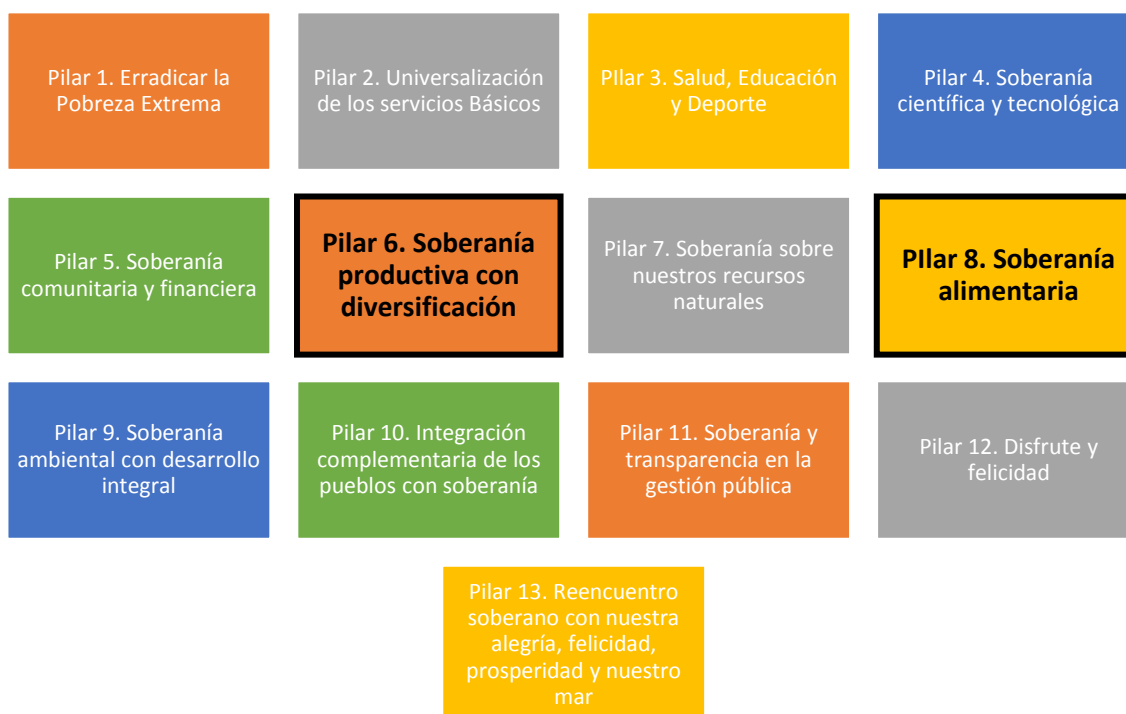 Pilar 1. Erradicar la
Pobreza Extrema
Pilar 2. Universalización
de los servicios Básicos
PIlar 3. Salud, Educación
y Deporte
Pilar 4. Soberanía
científica y tecnológica
Pilar 5. Soberanía
comunitaria y financiera
Pilar 6. Soberanía
productiva con
diversificación
Pilar 7. Soberanía sobre
nuestros recursos
naturales
PIlar 8. Soberanía
alimentaria
Pilar 9. Soberanía
ambiental con desarrollo
integral
Pilar 10. Integración
complementaria de los
pueblos con soberanía
Pilar 11. Soberanía y
transparencia en la
gestión pública
Pilar 12. Disfrute y
felicidad
Pilar 13. Reencuentro
soberano con nuestra
alegría, felicidad,
prosperidad y nuestro
mar